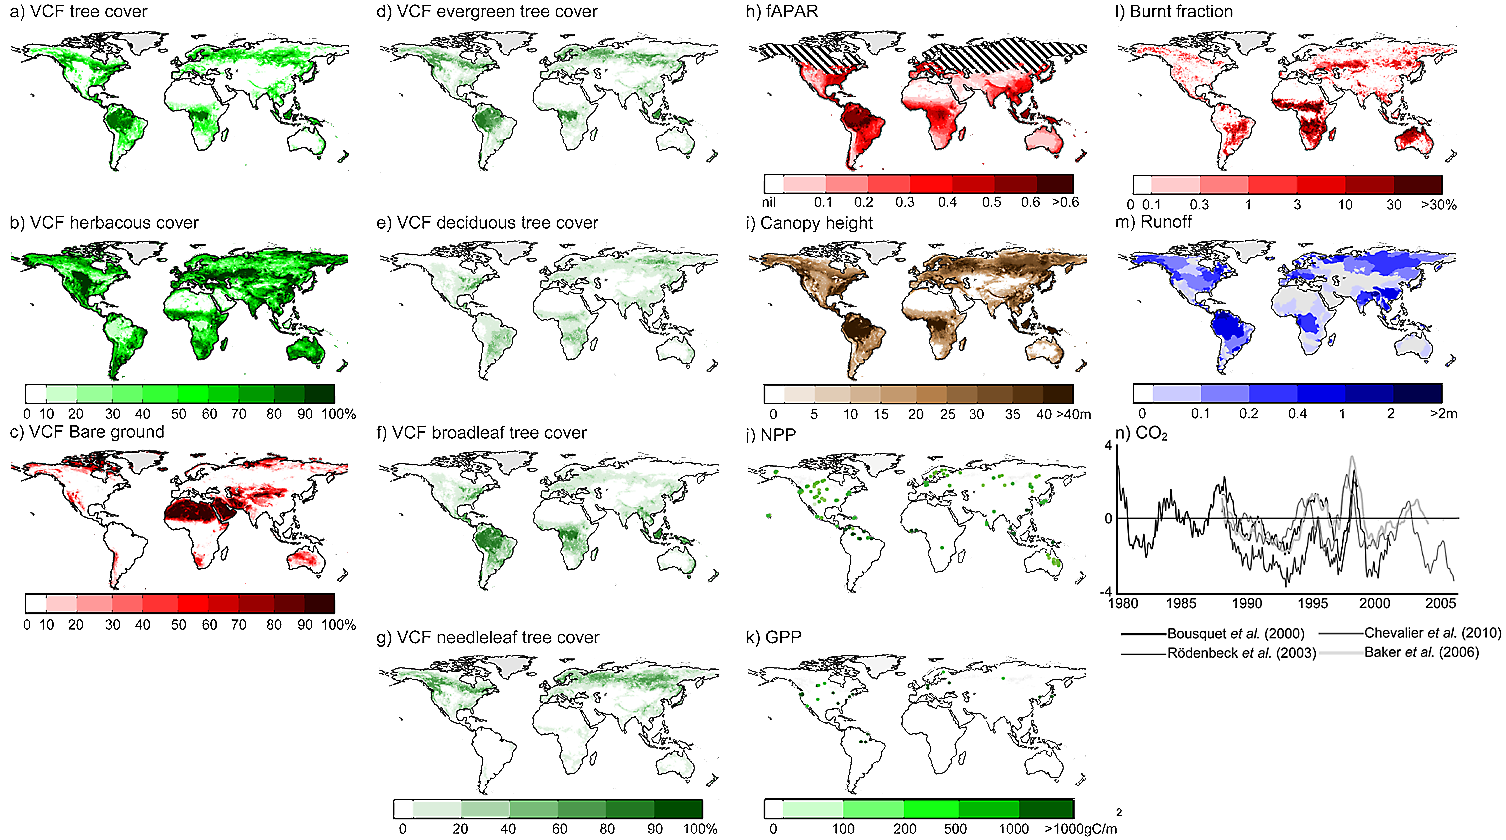 a) VCF tree cover
d) VCF evergreen tree cover
h) fAPAR
l) Burnt fraction
nil 0.1 0.2 0.3 0.4 0.5 0.6 >0.6
0 0.1 0.3 1 3 10 30 >30%
b) VCF herbacous cover
e) VCF deciduous tree cover
i) Canopy height
m) Runoff
0 10 20 30 40 60 70 80 100%
0 5 10 20 25 30 35 40 >40m
0 0.1 0.2 0.4 1 2 >2m
c) VCF Bare ground
f) VCF broadleaf tree cover
j) NPP
n) CO₂
4
0
-4
1980 1985 1990 1995 2000 2005
0 10 20 30 40 60 70 80 90 100%
Bousquet et al. (2000)
Chevalier et al. (2010)
Rödenbeck et al. (2003)
Baker et al. (2006)
g) VCF needleleaf tree cover
k) GPP
0 20 40 60 80 90 100%
0 100 200 500 1000 >1000gC/m
2